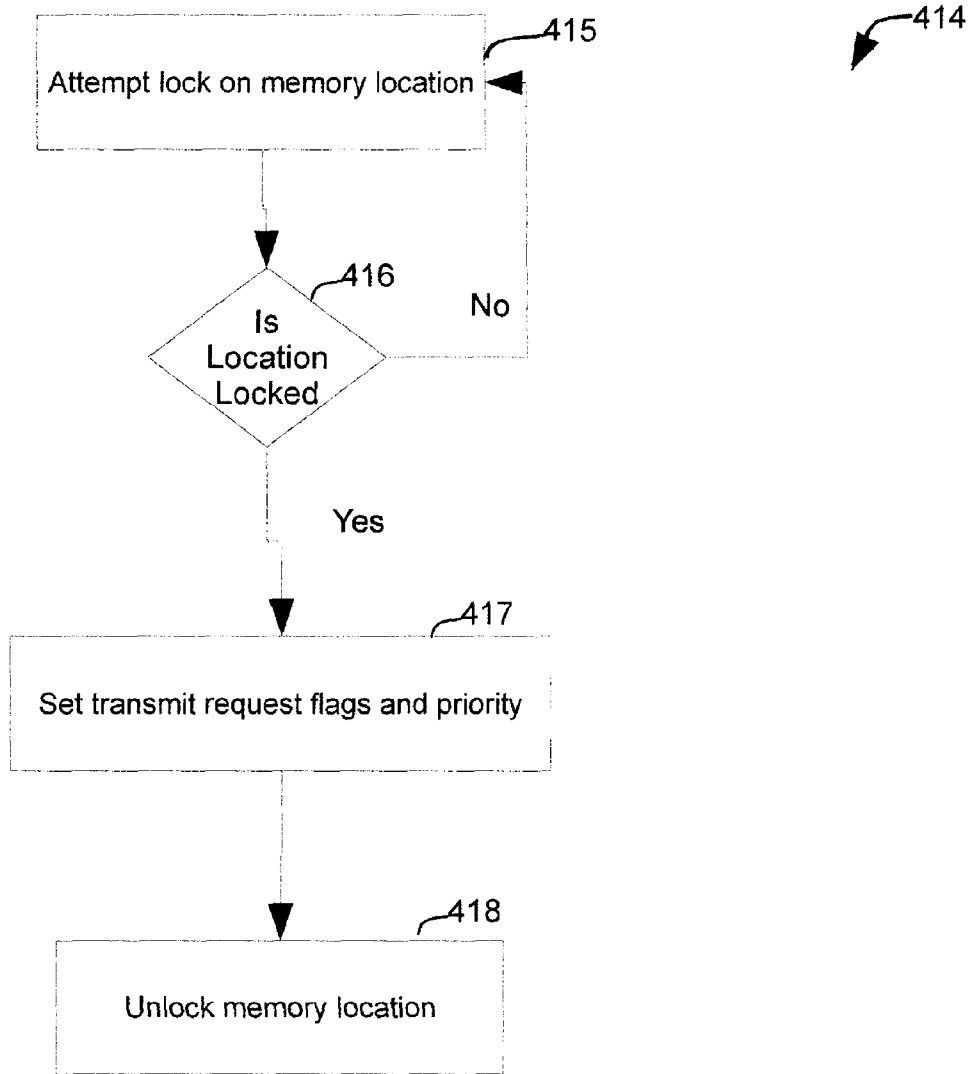 414
415
Attempt lock on memory location
416
Is
Location
Locked
No
Yes
417
Set transmit request flags and priority
418
Unlock memory location